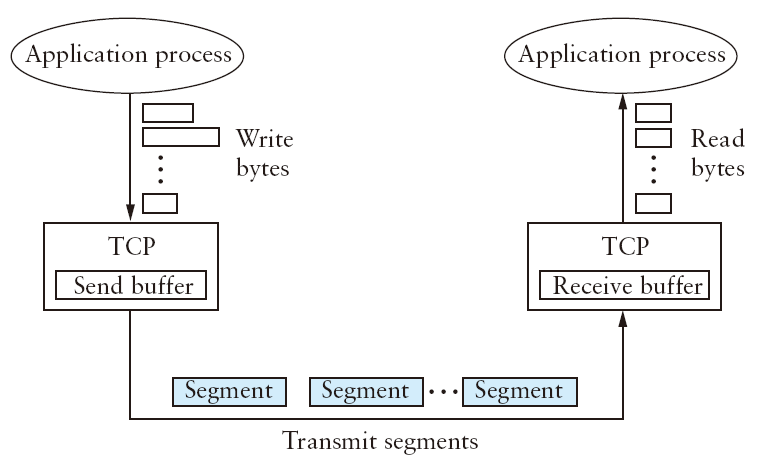 Application process
Application process
Write
bytes
Read
bytes
TCP
Send buffer
TCP
Receive buffer
Segment
Segment
Segment
Transmit segments